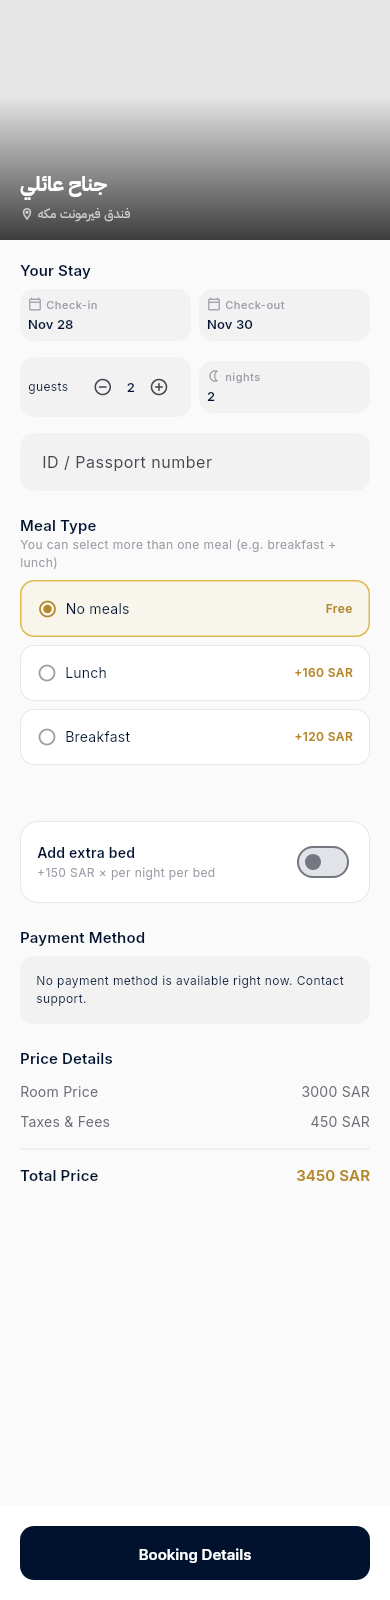 جناح عائلي
فندق فيرمونت مكه
Your Stay
Check-in
Nov 28
Check-out
Nov 30
guests
2
nights
2
ID / Passport number
Meal Type
You can select more than one meal (e.g. breakfast +
lunch)
No meals
Free
Lunch
+160 SAR
Breakfast
+120 SAR
Add extra bed
+150 SAR × per night per bed
Payment Method
No payment method is available right now. Contact
support.
Price Details
Room Price
3000 SAR
Taxes & Fees
450 SAR
Total Price
3450 SAR
Booking Details